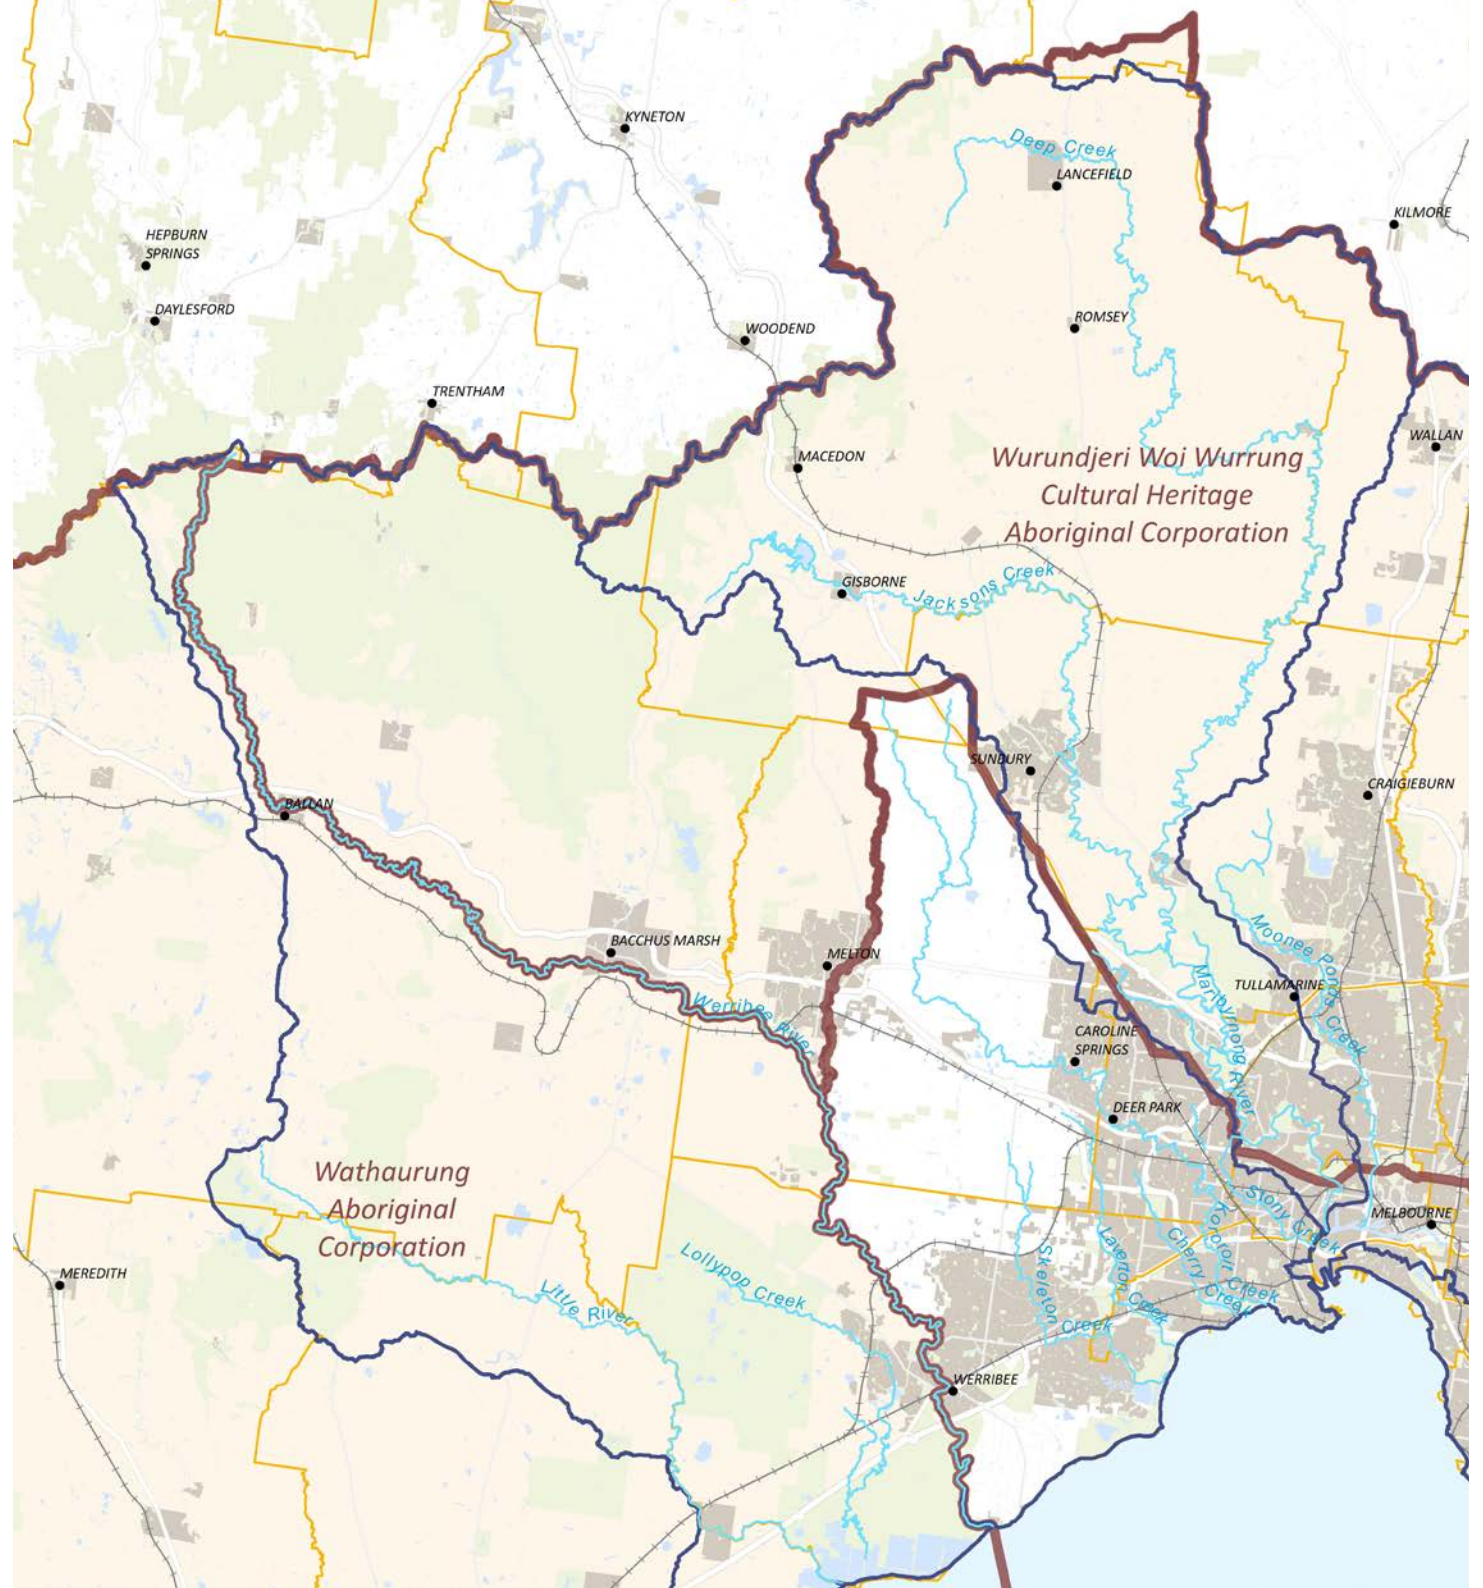 KYNETON
Deep Creek
LANCEFIELD
KILMORE
HEPBURN
SPRINGS
DAYLESFORD
ROMSEY
WOODEND
TRENTHAM
WALLAN
MACEDON
Wurundjeri Woi Wurrung
Cultural Heritage
Aboriginal Corporation
GISBORNE
Jacksons Creek
SUNBURY
CRAIGIEBURN
BALLAN
BACCHUS MARSH
MELTON
Moonee Ponds Creek
Maribyrnong River
TULLAMARINE
Werribee River
CAROLINE
SPRINGS
DEER PARK
Wathaurung
Aboriginal
Corporation
Stony Creek
MELBOURNE
Kororoit Creek
Cherry Creek
Laverton Creek
Skeleton Creek
Lollypop Creek
MEREDITH
Little River
WERRIBEE